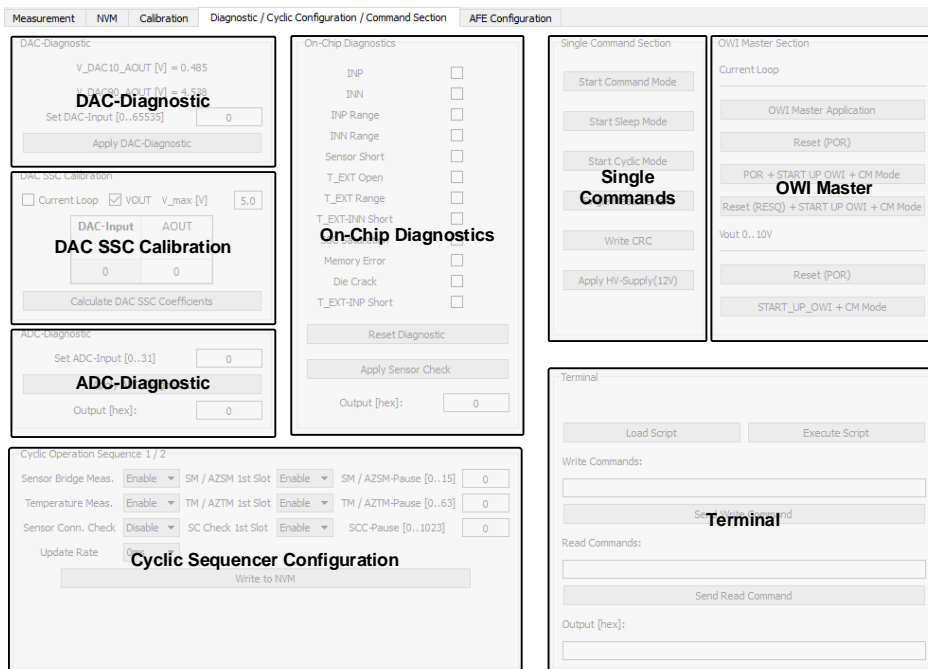 Measurement NVM Calibration Diagnostic / Cyclic Configuration / Command Section AFE Configuration
DAC-Diagnostic
V_DAC10_AOUT [V] = 0.485
V_DAC90_AOUT [V] = 4.538
DAC-Diagnostic
Set DAC-Input [0..65535] 0
Apply DAC-Diagnostic
DAC SSC Calibration
Current Loop VOUT V_max [V] 5.0
DAC-Input AOUT
DAC SSC Calibration
0 0
Calculate DAC SSC Coefficients
ADC-Diagnostic
Set ADC-Input [0..31] 0
ADC-Diagnostic
Output [hex]: 0
On-Chip Diagnostics
INP
INN
INP Range
INN Range
Sensor Short
T_EXT Open
T_EXT Range
T_EXT-INN Short
On-Chip Diagnostics
Memory Error
Die Crack
T_EXT-INP Short
Reset Diagnostic
Apply Sensor Check
Output [hex]: 0
Single Command Section
Start Command Mode
Start Sleep Mode
Start Cyclic Mode
Single
Commands
Write CRC
Apply HV-Supply(12V)
OWI Master Section
Current Loop
OWI Master Application
Reset (POR)
POR + START UP OWI + CM Mode
OWI Master
Reset (RESQ) + START UP OWI + CM Mode
Vout 0..10V
Reset (POR)
START_UP_OWI + CM Mode
Cyclic Operation Sequence 1 / 2
Sensor Bridge Meas. Enable SM / AZSM 1st Slot Enable SM / AZSM-Pause [0..15] 0
Temperature Meas. Enable TM / AZTM 1st Slot Enable TM / AZTM-Pause [0..63] 0
Sensor Conn. Check Disable SC Check 1st Slot Enable SCC-Pause [0..1023] 0
Update Rate 0ms
Cyclic Sequencer Configuration
Write to NVM
Terminal
Load Script Execute Script
Write Commands:
Send Write Command
Terminal
Read Commands:
Send Read Command
Output [hex]: